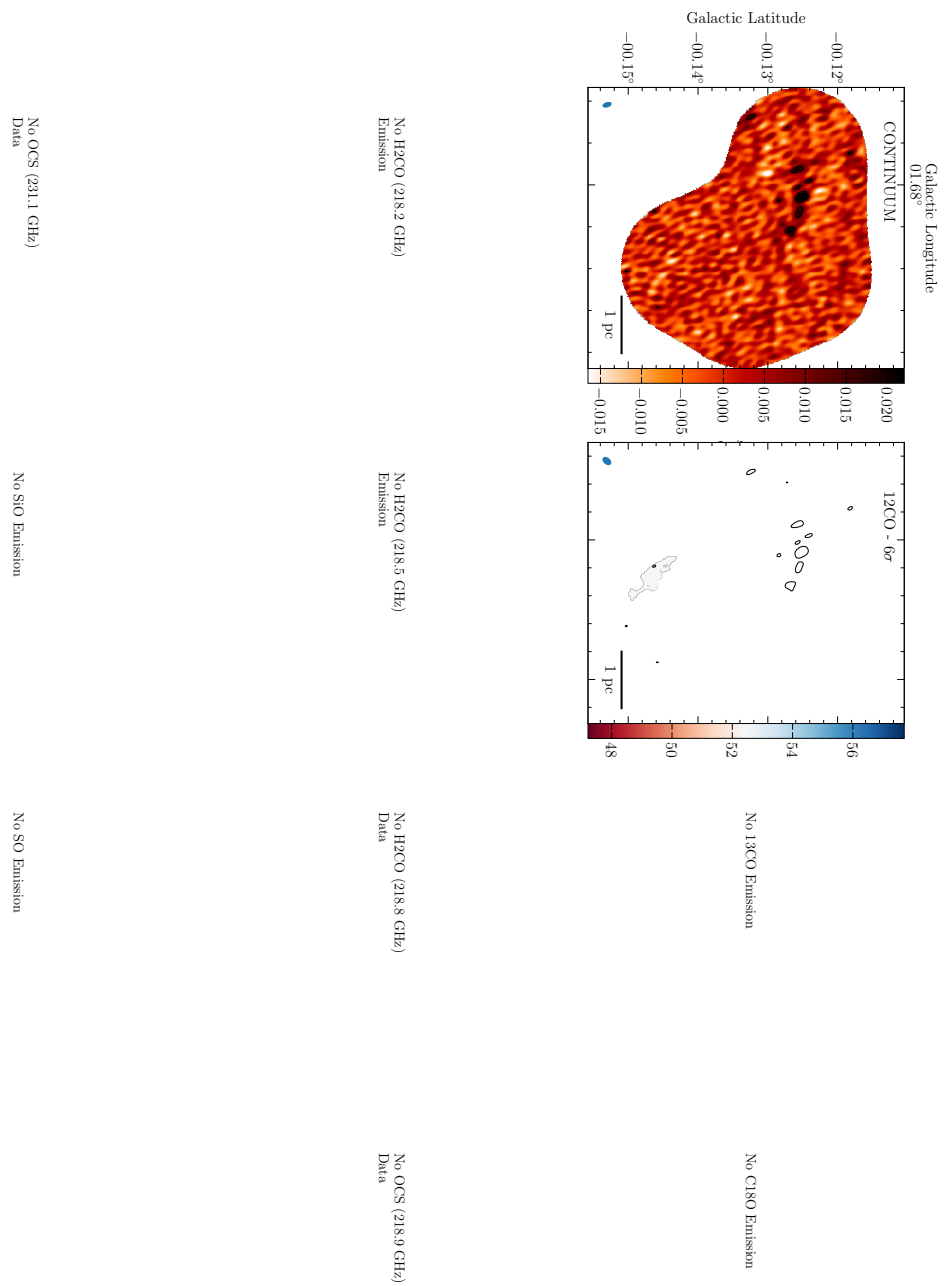 Galactic Longitude
01.68°
Galactic Latitude
−00.12°
−00.13°
−00.14°
−00.15°
CONTINUUM
1 pc
0.020
0.015
0.010
0.005
0.000
−0.005
−0.010
−0.015
12CO - 6σ
1 pc
56
54
52
50
48
No 13CO Emission
No C18O Emission
No H2CO (218.2 GHz)
Emission
No H2CO (218.5 GHz)
Emission
No H2CO (218.8 GHz)
Data
No OCS (218.9 GHz)
Data
No OCS (231.1 GHz)
Data
No SiO Emission
No SO Emission